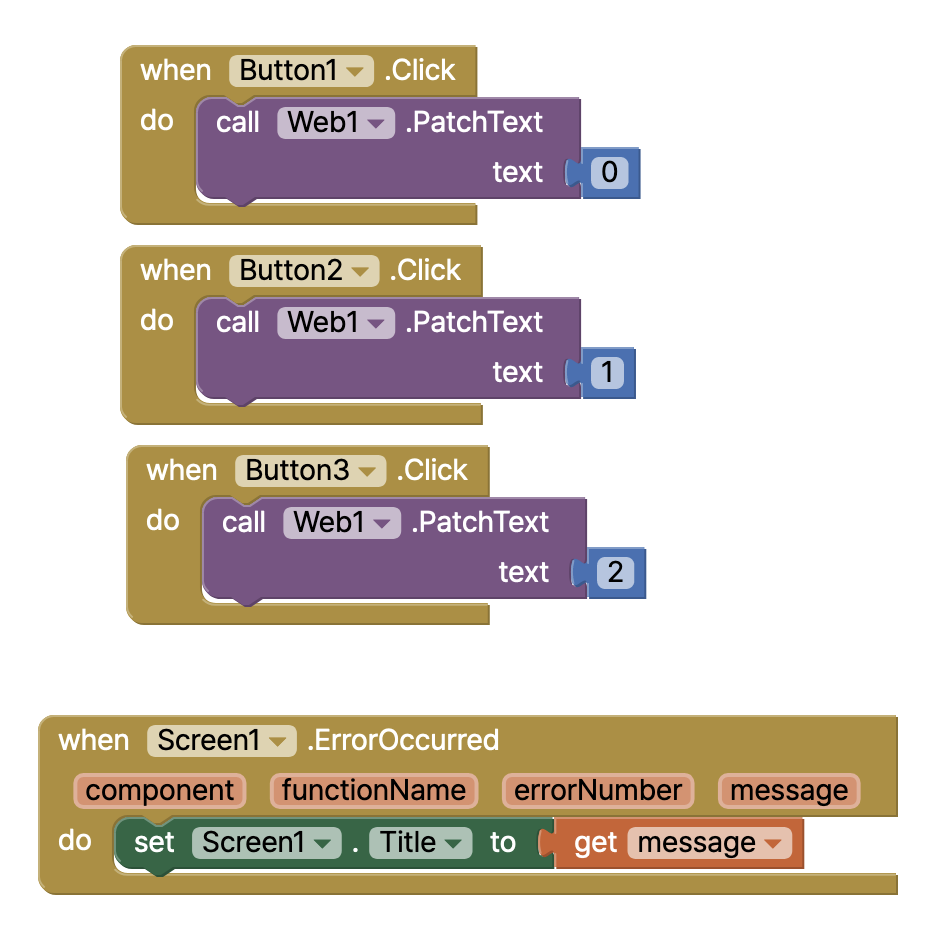 when Button1 .Click
do call Web1 .PatchText
text 0
when Button2 .Click
do call Web1 .PatchText
text 1
when Button3 .Click
do call Web1 .PatchText
text 2
when Screen1 .ErrorOccurred
component functionName errorNumber message
do set Screen1 . Title to get message